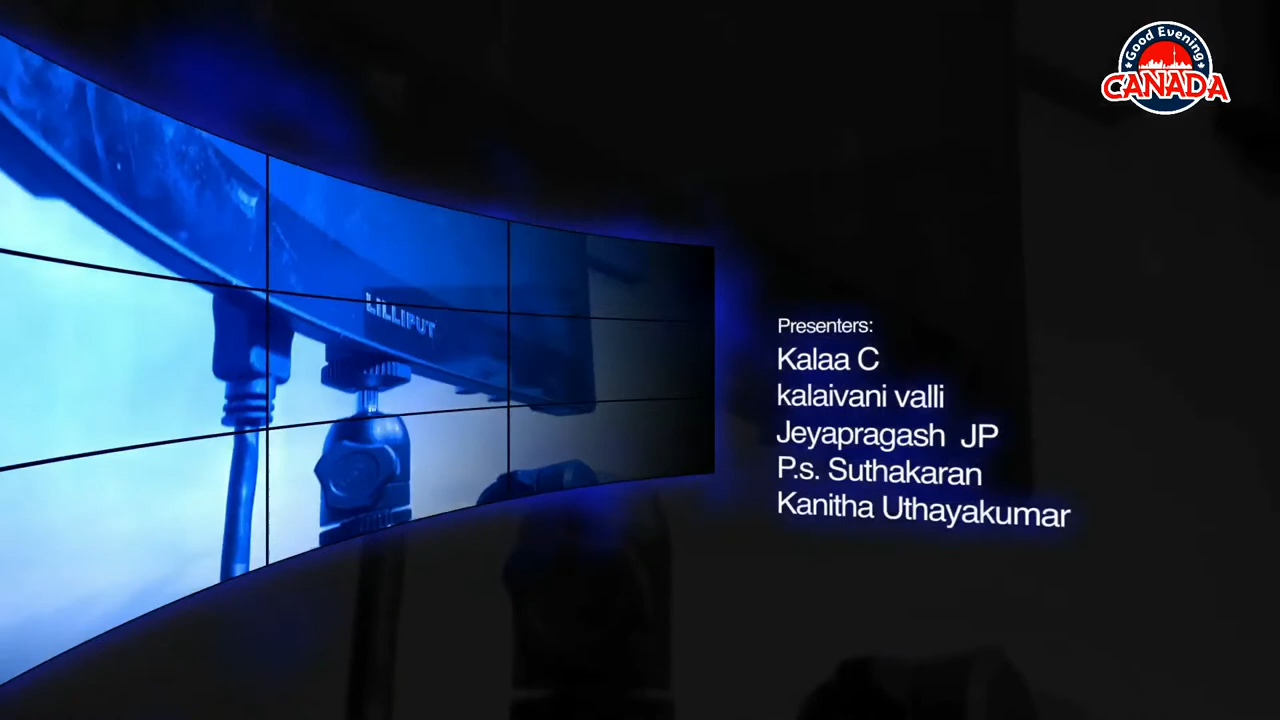 Good Evening
CANADA
LILLIPUT
Presenters:
Kalaa C
kalaivani valli
Jeyapragash JP
P.s. Suthakaran
Kanitha Uthayakumar